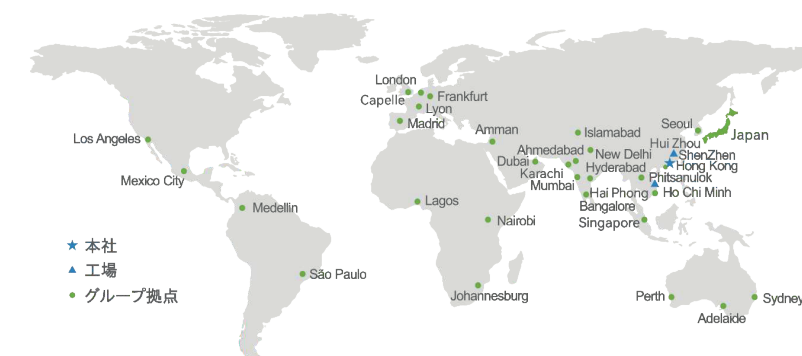 London
Capelle
Frankfurt
Lyon
Madrid
Los Angeles
Mexico City
Medellin
São Paulo
Amman
Islamabad
Ahmedabad
New Delhi
Dubai
Karachi
Hyderabad
Mumbai
Bangalore
Seoul
Japan
Hui Zhou
ShenZhen
Hong Kong
Phitsanulok
Hai Phong
Ho Chi Minh
Singapore
Lagos
Nairobi
Johannesburg
Perth
Sydney
Adelaide
本社
工場
グループ拠点